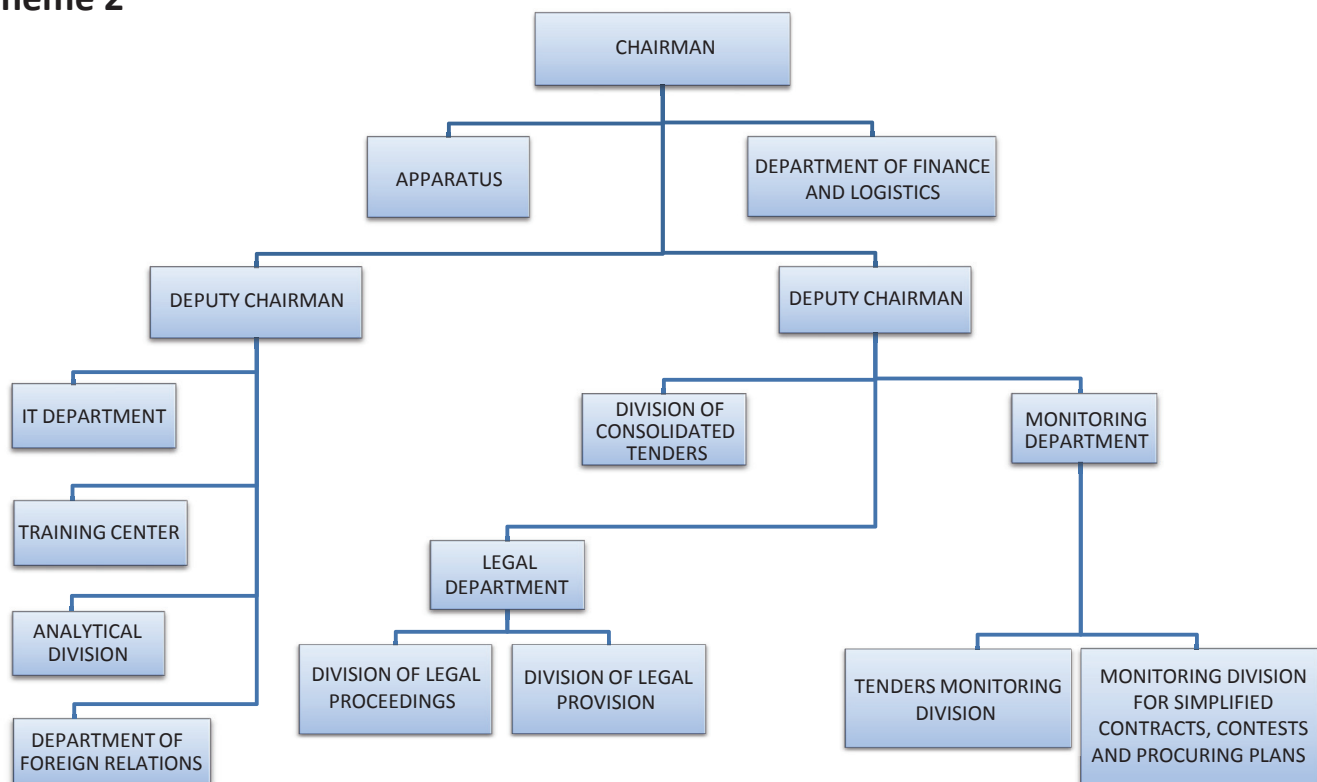 CHAIRMAN
APPARATUS
DEPARTMENT OF FINANCE
AND LOGISTICS
DEPUTY CHAIRMAN
DEPUTY CHAIRMAN
IT DEPARTMENT
TRAINING CENTER
ANALYTICAL
DIVISION
DEPARTMENT OF
FOREIGN RELATIONS
DIVISION OF
CONSOLIDATED
TENDERS
MONITORING
DEPARTMENT
LEGAL
DEPARTMENT
DIVISION OF LEGAL
PROCEEDINGS
DIVISION OF LEGAL
PROVISION
TENDERS MONITORING
DIVISION
MONITORING DIVISION
FOR SIMPLIFIED
CONTRACTS, CONTESTS
AND PROCURING PLANS